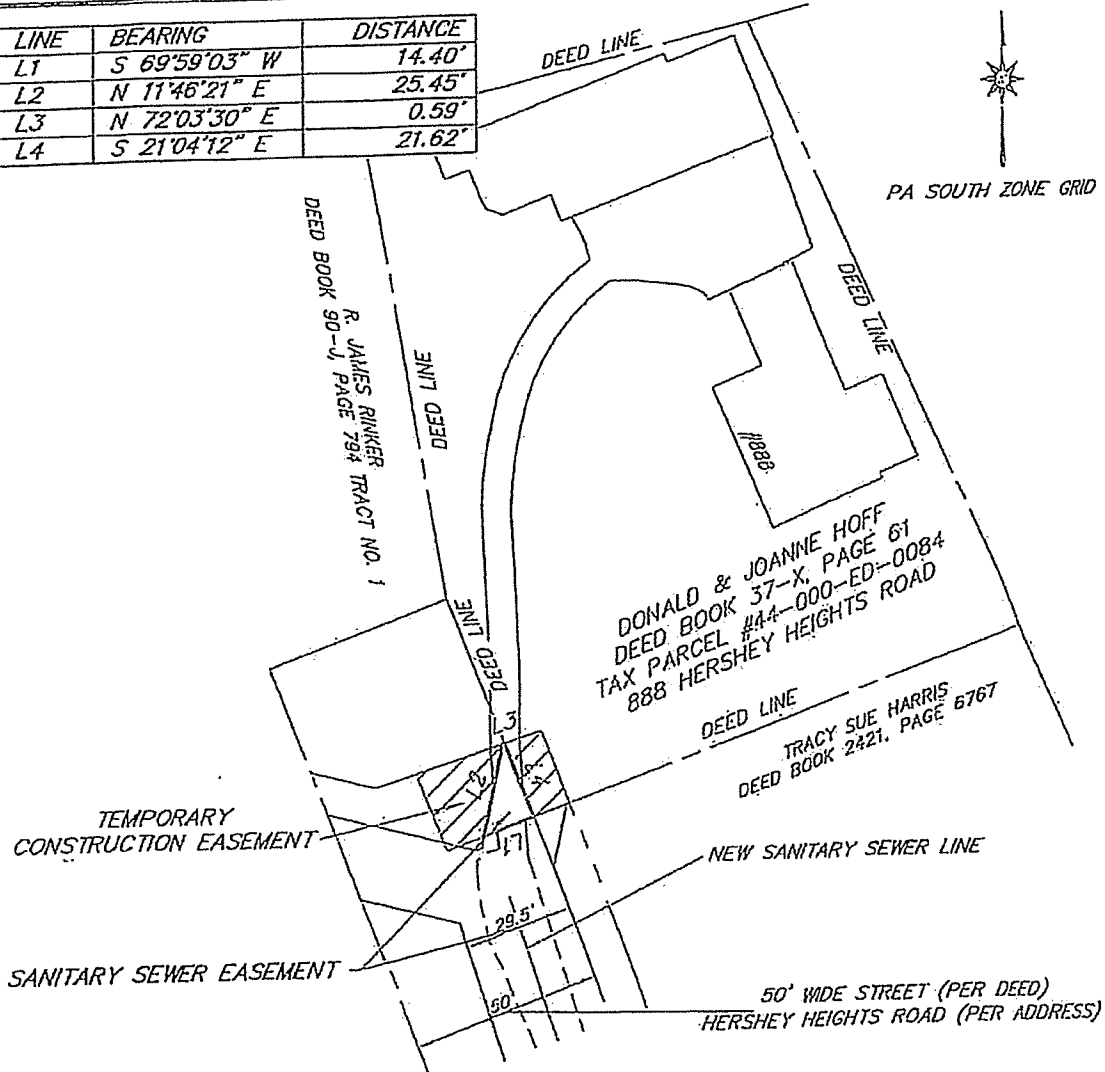 LINE BEARING DISTANCE
L1 S 69°59'03" W 14.40'
L2 N 11°46'21" E 25.45'
L3 N 72°03'30" E 0.59'
L4 S 21°04'12" E 21.62'
DEED LINE
PA SOUTH ZONE GRID
DEED LINE
R. JAMES RINKER
DEED BOOK 90-J, PAGE 794 TRACT NO. 1
DEED LINE
#888
DONALD & JOANNE HOFF
DEED BOOK 37-X, PAGE 61
TAX PARCEL #44-000-ED-0084
888 HERSHEY HEIGHTS ROAD
DEED LINE
DEED LINE
TRACY SUE HARRIS
DEED BOOK 2421, PAGE 6767
L3
L2
L4
L1
TEMPORARY
CONSTRUCTION EASEMENT
NEW SANITARY SEWER LINE
29.5'
SANITARY SEWER EASEMENT
50'
50' WIDE STREET (PER DEED)
HERSHEY HEIGHTS ROAD (PER ADDRESS)